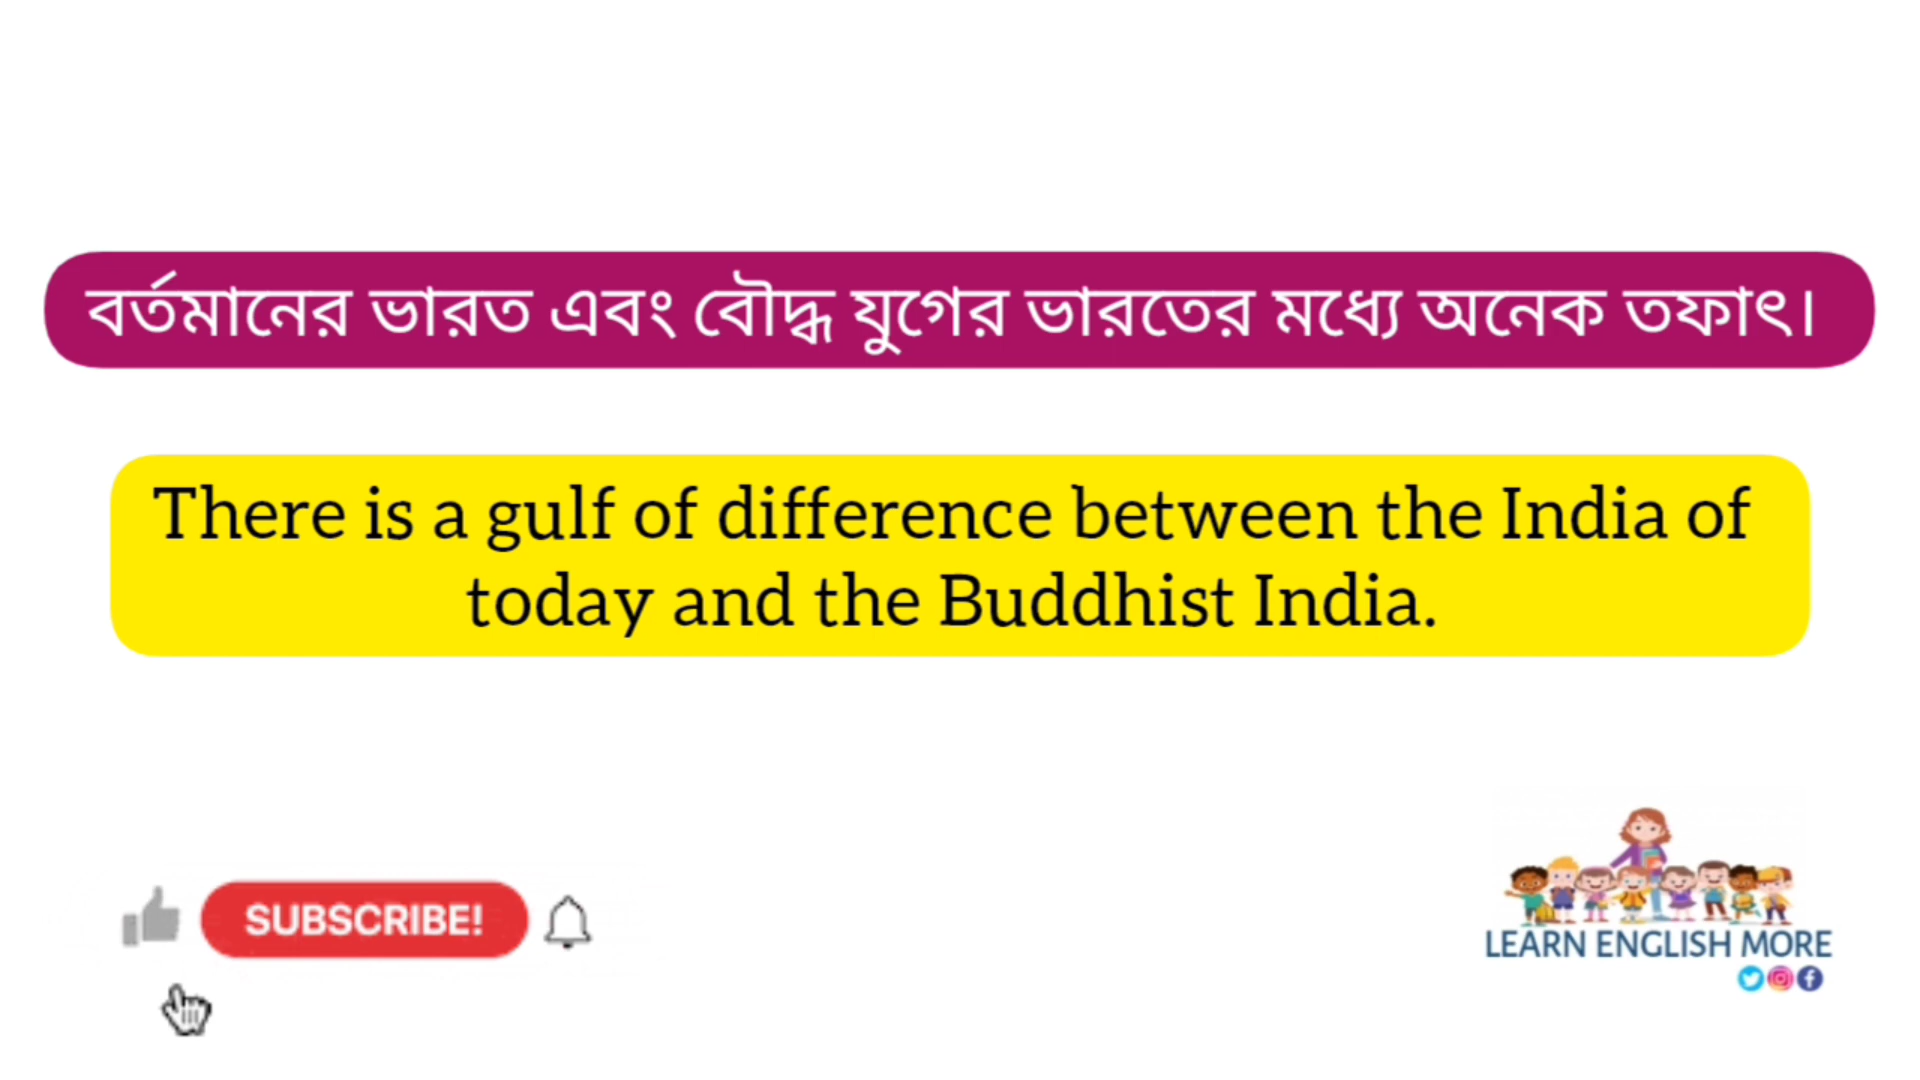 বর্তমানের ভারত এবং বৌদ্ধ যুগের ভারতের মধ্যে অনেক তফাৎ।
There is a gulf of difference between the India of
today and the Buddhist India.
SUBSCRIBE!
LEARN ENGLISH MORE